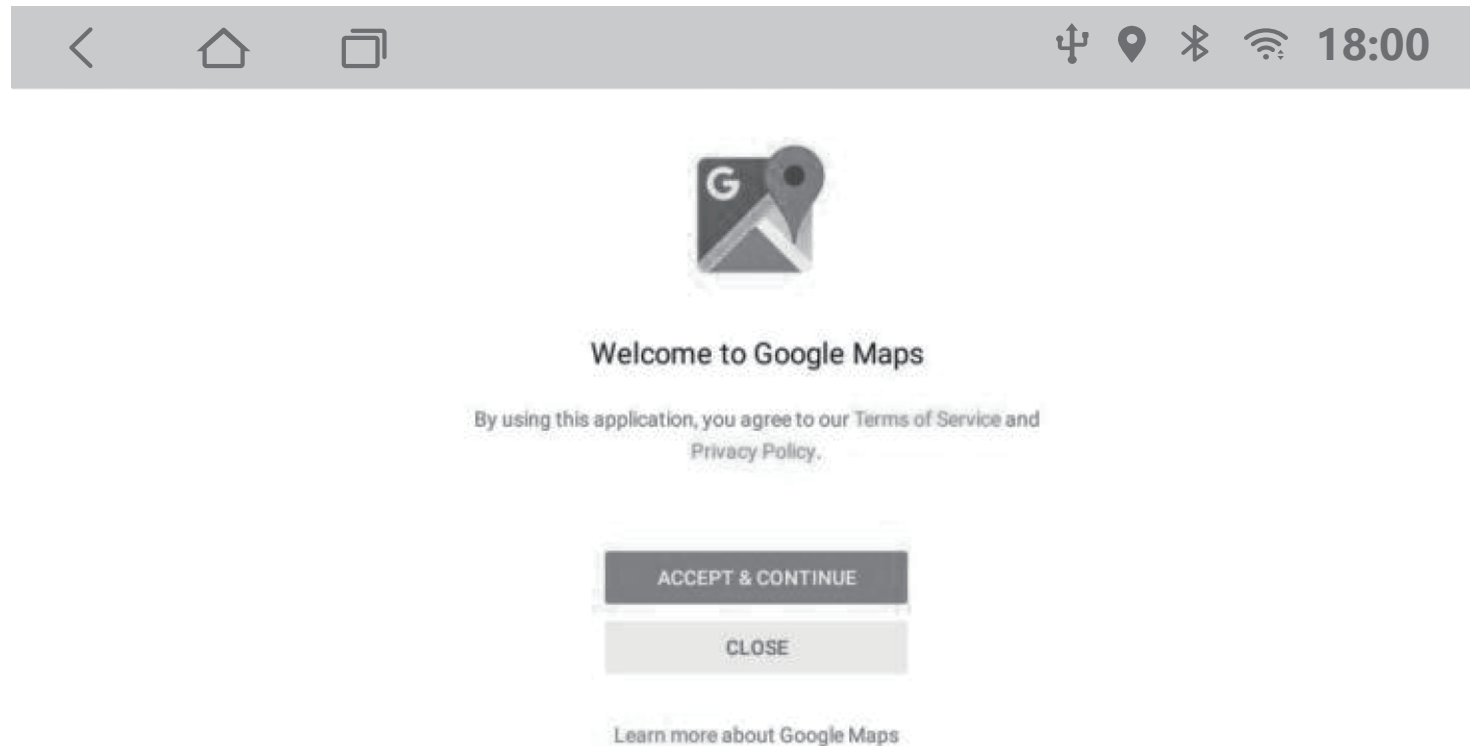 18:00
G
Welcome to Google Maps
By using this application, you agree to our Terms of Service and
Privacy Policy.
ACCEPT & CONTINUE
CLOSE
Learn more about Google Maps